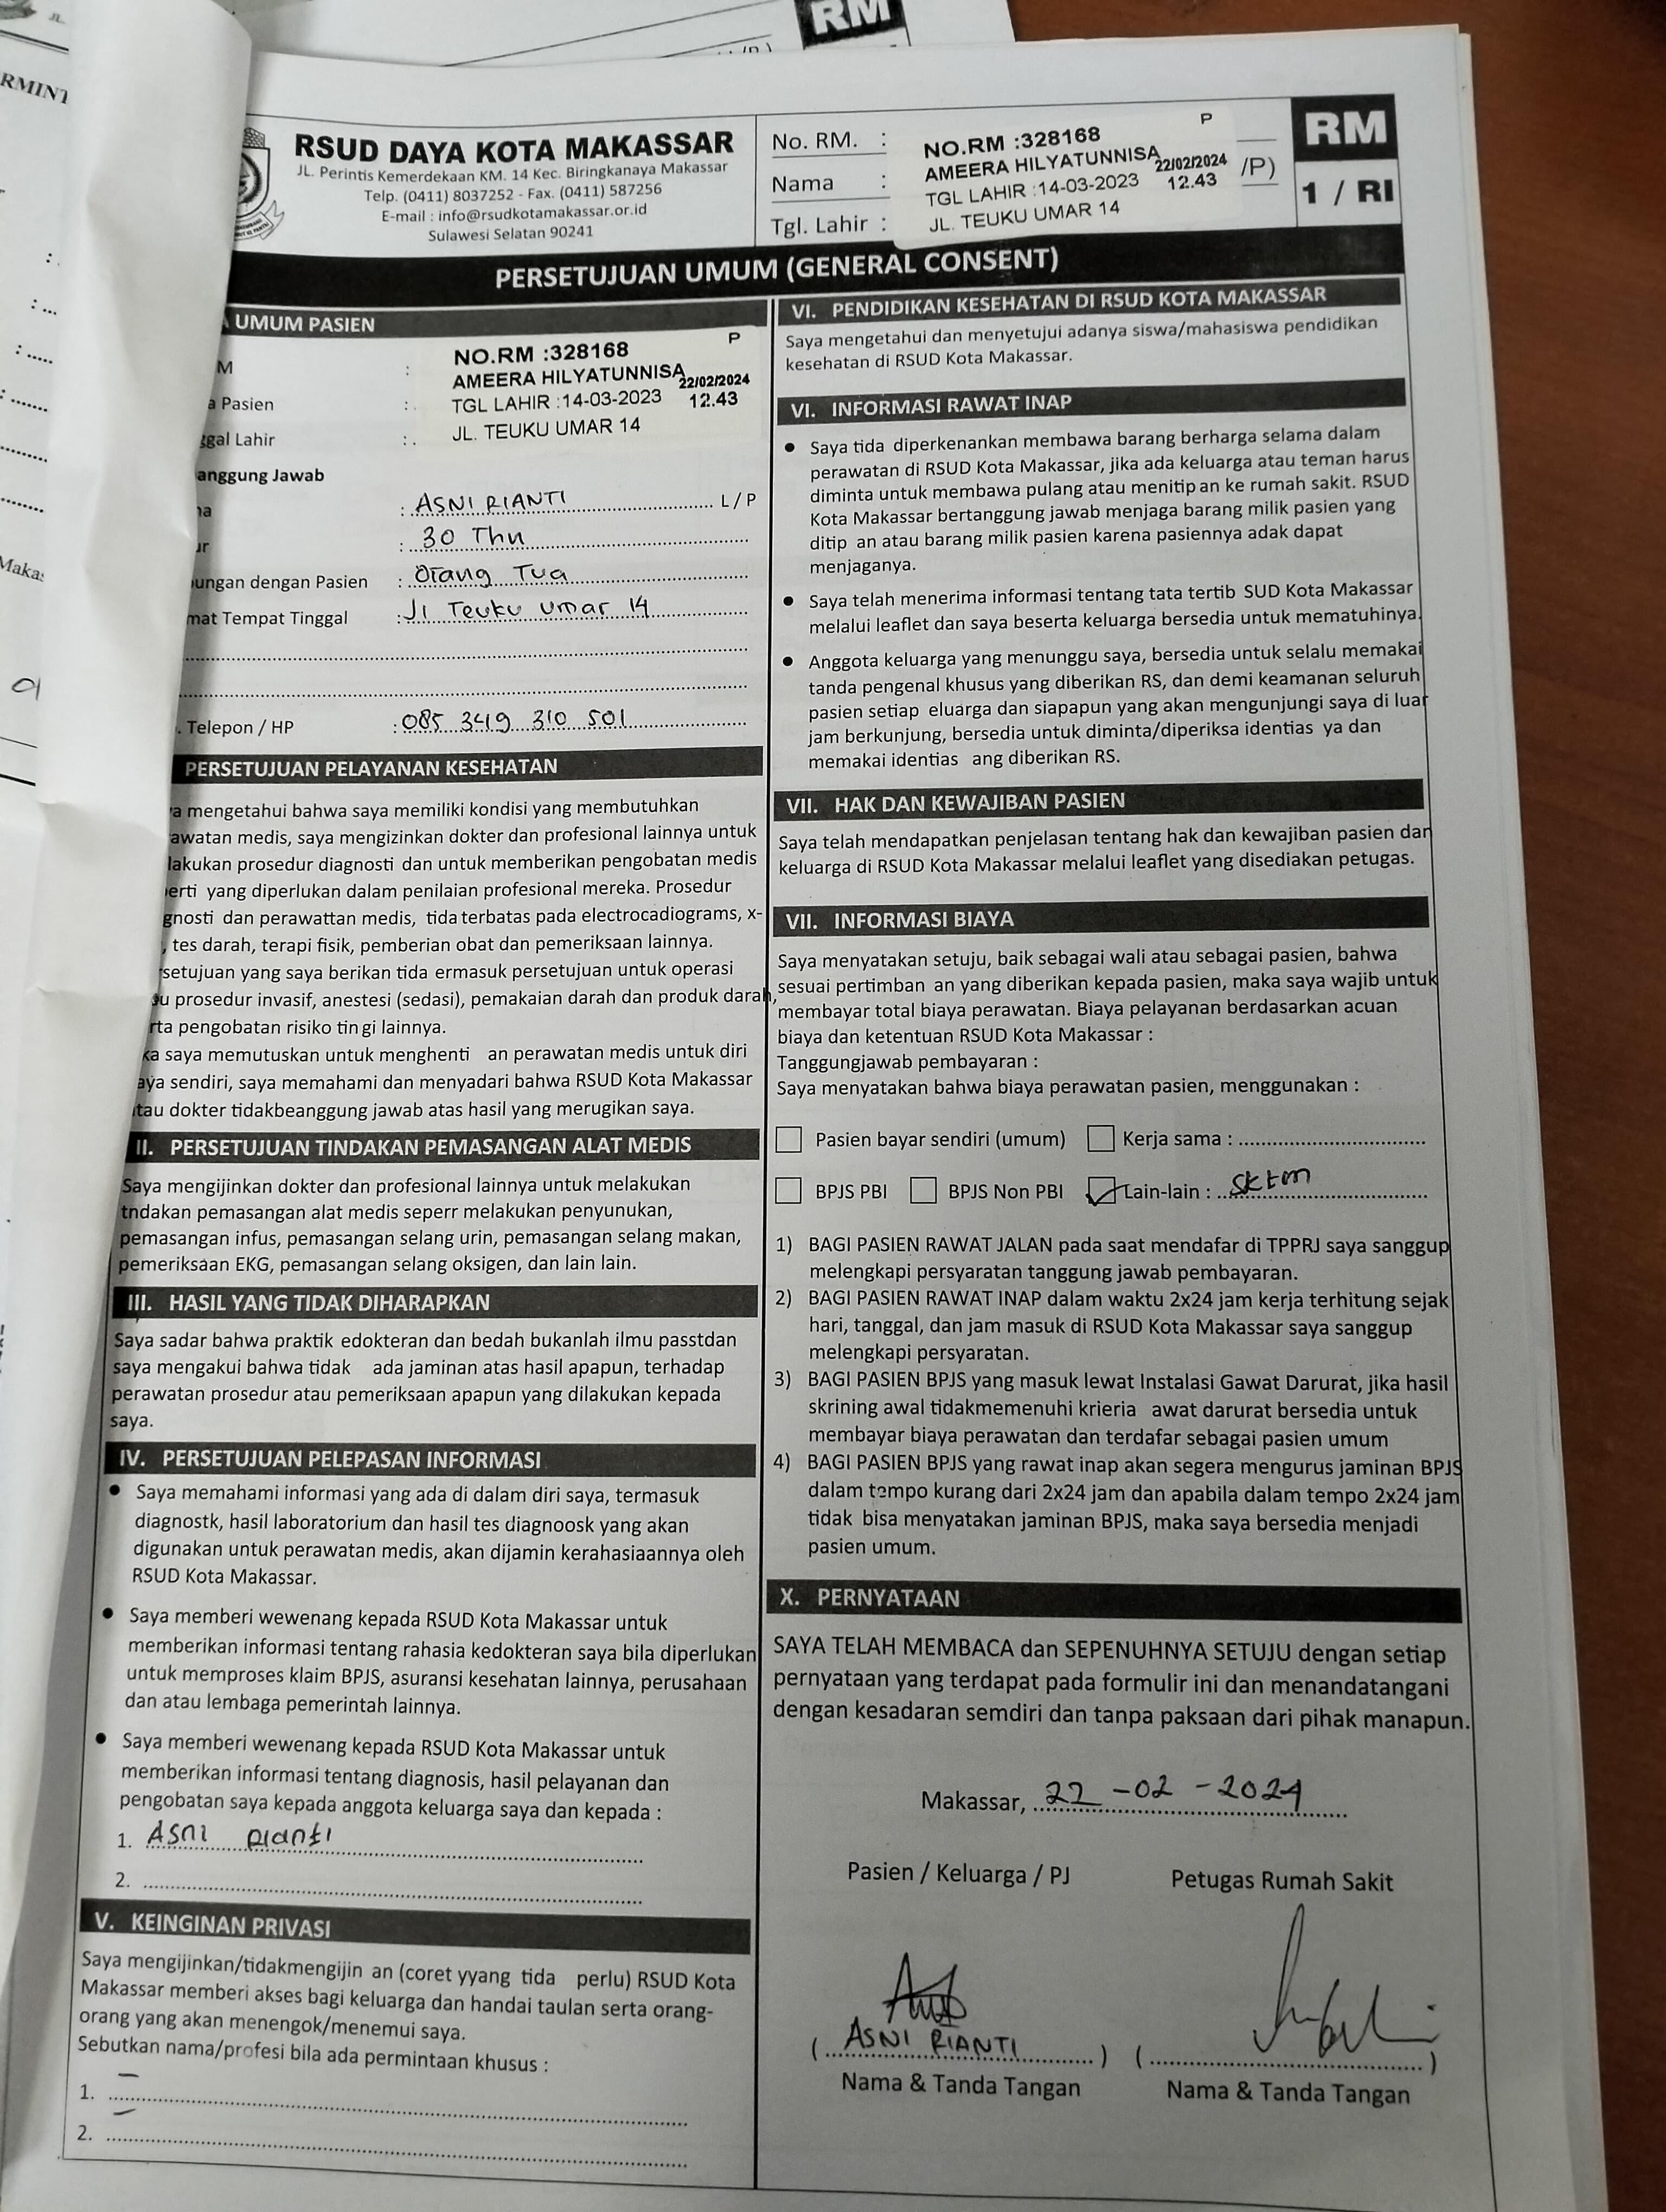 RM
RMINT
RSUD DAYA KOTA MAKASSAR
JL. Perintis Kemerdekaan KM. 14 Kec. Biringkanaya Makassar
Telp. (0411) 8037252 - Fax. (0411) 587256
E-mail : info@rsudkotamakassar.or.id
Sulawesi Selatan 90241
No. RM. :
Nama :
Tgl. Lahir :
P
NO.RM :328168
AMEERA HILYATUNNISA 22/02/2024
TGL LAHIR :14-03-2023 12.43
JL. TEUKU UMAR 14
/P)
RM
1 / RI
PERSETUJUAN UMUM (GENERAL CONSENT)
UMUM PASIEN
M :
a Pasien :
ggal Lahir :
P
NO.RM :328168
AMEERA HILYATUNNISA 22/02/2024
TGL LAHIR :14-03-2023 12.43
JL. TEUKU UMAR 14
anggung Jawab
na : ASNI RIANTI L / P
ur : 30 Thn
ungan dengan Pasien : Orang Tua
mat Tempat Tinggal : Jl Teuku Umar 14
. Telepon / HP : 085 349 310 501
PERSETUJUAN PELAYANAN KESEHATAN
a mengetahui bahwa saya memiliki kondisi yang membutuhkan
awatan medis, saya mengizinkan dokter dan profesional lainnya untuk
lakukan prosedur diagnosti dan untuk memberikan pengobatan medis
erti yang diperlukan dalam penilaian profesional mereka. Prosedur
gnosti dan perawattan medis, tida terbatas pada electrocadiograms, x-
, tes darah, terapi fisik, pemberian obat dan pemeriksaan lainnya.
setujuan yang saya berikan tida ermasuk persetujuan untuk operasi
u prosedur invasif, anestesi (sedasi), pemakaian darah dan produk darah,
rta pengobatan risiko tin gi lainnya.
ka saya memutuskan untuk menghenti an perawatan medis untuk diri
aya sendiri, saya memahami dan menyadari bahwa RSUD Kota Makassar
tau dokter tidakbeanggung jawab atas hasil yang merugikan saya.
II. PERSETUJUAN TINDAKAN PEMASANGAN ALAT MEDIS
Saya mengijinkan dokter dan profesional lainnya untuk melakukan
tndakan pemasangan alat medis seperr melakukan penyunukan,
pemasangan infus, pemasangan selang urin, pemasangan selang makan,
pemeriksaan EKG, pemasangan selang oksigen, dan lain lain.
III. HASIL YANG TIDAK DIHARAPKAN
Saya sadar bahwa praktik edokteran dan bedah bukanlah ilmu passtdan
saya mengakui bahwa tidak ada jaminan atas hasil apapun, terhadap
perawatan prosedur atau pemeriksaan apapun yang dilakukan kepada
saya.
IV. PERSETUJUAN PELEPASAN INFORMASI
• Saya memahami informasi yang ada di dalam diri saya, termasuk
diagnostk, hasil laboratorium dan hasil tes diagnoosk yang akan
digunakan untuk perawatan medis, akan dijamin kerahasiaannya oleh
RSUD Kota Makassar.
• Saya memberi wewenang kepada RSUD Kota Makassar untuk
memberikan informasi tentang rahasia kedokteran saya bila diperlukan
untuk memproses klaim BPJS, asuransi kesehatan lainnya, perusahaan
dan atau lembaga pemerintah lainnya.
• Saya memberi wewenang kepada RSUD Kota Makassar untuk
memberikan informasi tentang diagnosis, hasil pelayanan dan
pengobatan saya kepada anggota keluarga saya dan kepada :
1. Asni Rianti
2.
V. KEINGINAN PRIVASI
Saya mengijinkan/tidakmengijin an (coret yyang tida perlu) RSUD Kota
Makassar memberi akses bagi keluarga dan handai taulan serta orang-
orang yang akan menengok/menemui saya.
Sebutkan nama/profesi bila ada permintaan khusus :
1. –
2. –
VI. PENDIDIKAN KESEHATAN DI RSUD KOTA MAKASSAR
Saya mengetahui dan menyetujui adanya siswa/mahasiswa pendidikan
kesehatan di RSUD Kota Makassar.
VI. INFORMASI RAWAT INAP
• Saya tida diperkenankan membawa barang berharga selama dalam
perawatan di RSUD Kota Makassar, jika ada keluarga atau teman harus
diminta untuk membawa pulang atau menitip an ke rumah sakit. RSUD
Kota Makassar bertanggung jawab menjaga barang milik pasien yang
ditip an atau barang milik pasien karena pasiennya adak dapat
menjaganya.
• Saya telah menerima informasi tentang tata tertib SUD Kota Makassar
melalui leaflet dan saya beserta keluarga bersedia untuk mematuhinya.
• Anggota keluarga yang menunggu saya, bersedia untuk selalu memakai
tanda pengenal khusus yang diberikan RS, dan demi keamanan seluruh
pasien setiap eluarga dan siapapun yang akan mengunjungi saya di luar
jam berkunjung, bersedia untuk diminta/diperiksa identias ya dan
memakai identias ang diberikan RS.
VII. HAK DAN KEWAJIBAN PASIEN
Saya telah mendapatkan penjelasan tentang hak dan kewajiban pasien dan
keluarga di RSUD Kota Makassar melalui leaflet yang disediakan petugas.
VII. INFORMASI BIAYA
Saya menyatakan setuju, baik sebagai wali atau sebagai pasien, bahwa
sesuai pertimban an yang diberikan kepada pasien, maka saya wajib untuk
membayar total biaya perawatan. Biaya pelayanan berdasarkan acuan
biaya dan ketentuan RSUD Kota Makassar :
Tanggungjawab pembayaran :
Saya menyatakan bahwa biaya perawatan pasien, menggunakan :
Pasien bayar sendiri (umum) Kerja sama :
BPJS PBI BPJS Non PBI Lain-lain : sktm
1) BAGI PASIEN RAWAT JALAN pada saat mendafar di TPPRJ saya sanggup
melengkapi persyaratan tanggung jawab pembayaran.
2) BAGI PASIEN RAWAT INAP dalam waktu 2x24 jam kerja terhitung sejak
hari, tanggal, dan jam masuk di RSUD Kota Makassar saya sanggup
melengkapi persyaratan.
3) BAGI PASIEN BPJS yang masuk lewat Instalasi Gawat Darurat, jika hasil
skrining awal tidakmemenuhi krieria awat darurat bersedia untuk
membayar biaya perawatan dan terdafar sebagai pasien umum
4) BAGI PASIEN BPJS yang rawat inap akan segera mengurus jaminan BPJS
dalam tempo kurang dari 2x24 jam dan apabila dalam tempo 2x24 jam
tidak bisa menyatakan jaminan BPJS, maka saya bersedia menjadi
pasien umum.
X. PERNYATAAN
SAYA TELAH MEMBACA dan SEPENUHNYA SETUJU dengan setiap
pernyataan yang terdapat pada formulir ini dan menandatangani
dengan kesadaran semdiri dan tanpa paksaan dari pihak manapun.
Makassar, 22 -02 -2024
Pasien / Keluarga / PJ Petugas Rumah Sakit
( ASNI RIANTI ) ( )
Nama & Tanda Tangan Nama & Tanda Tangan